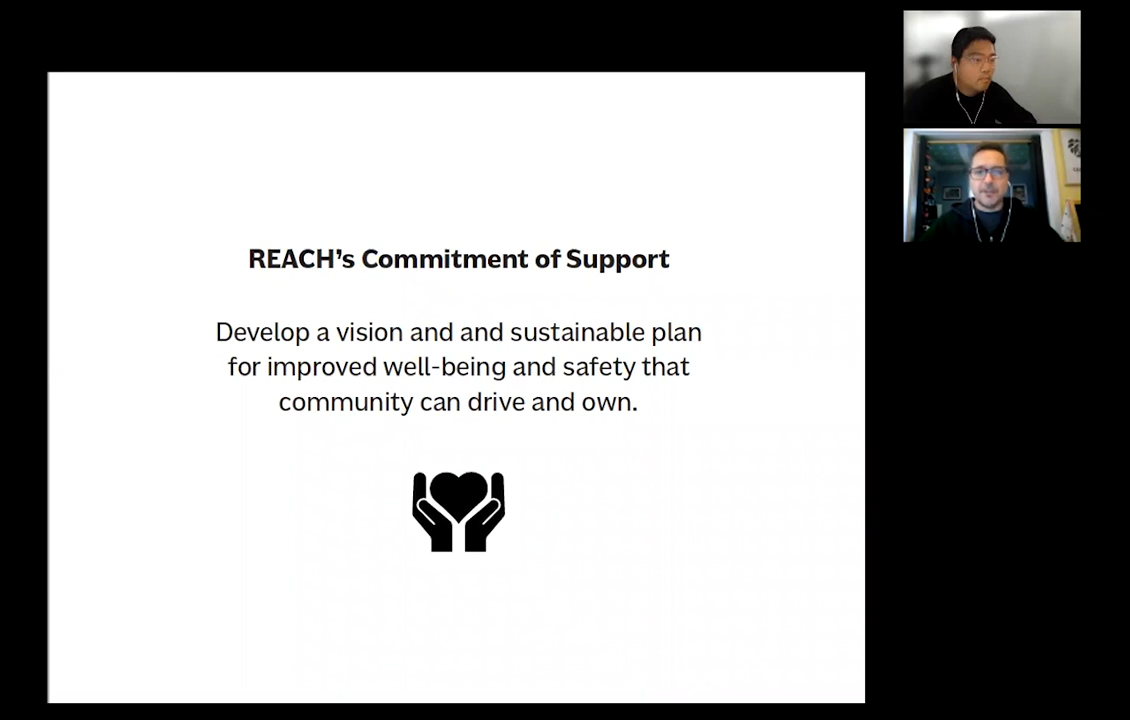 REACH’s Commitment of Support
Develop a vision and and sustainable plan
for improved well-being and safety that
community can drive and own.